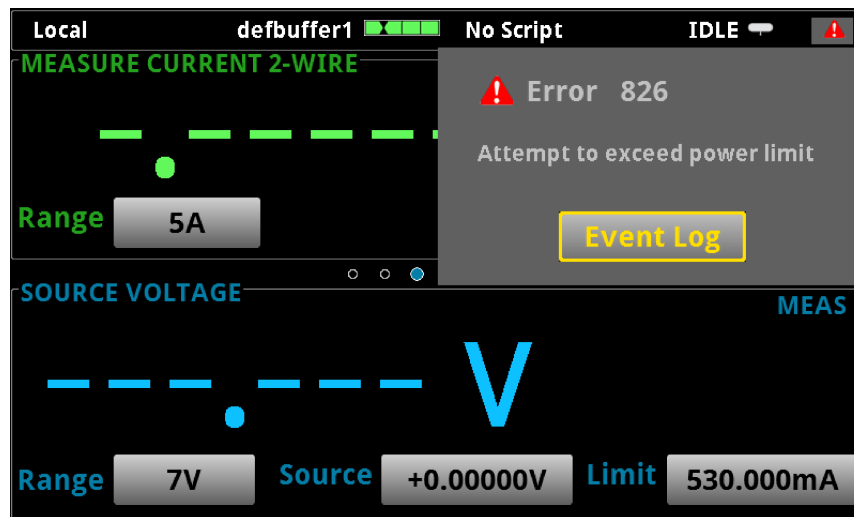 Local defbuffer1 No Script IDLE
MEASURE CURRENT 2-WIRE
Error 826
Attempt to exceed power limit
Range 5A
Event Log
SOURCE VOLTAGE
MEAS
---.--- V
Range 7V Source +0.00000V Limit 530.000mA